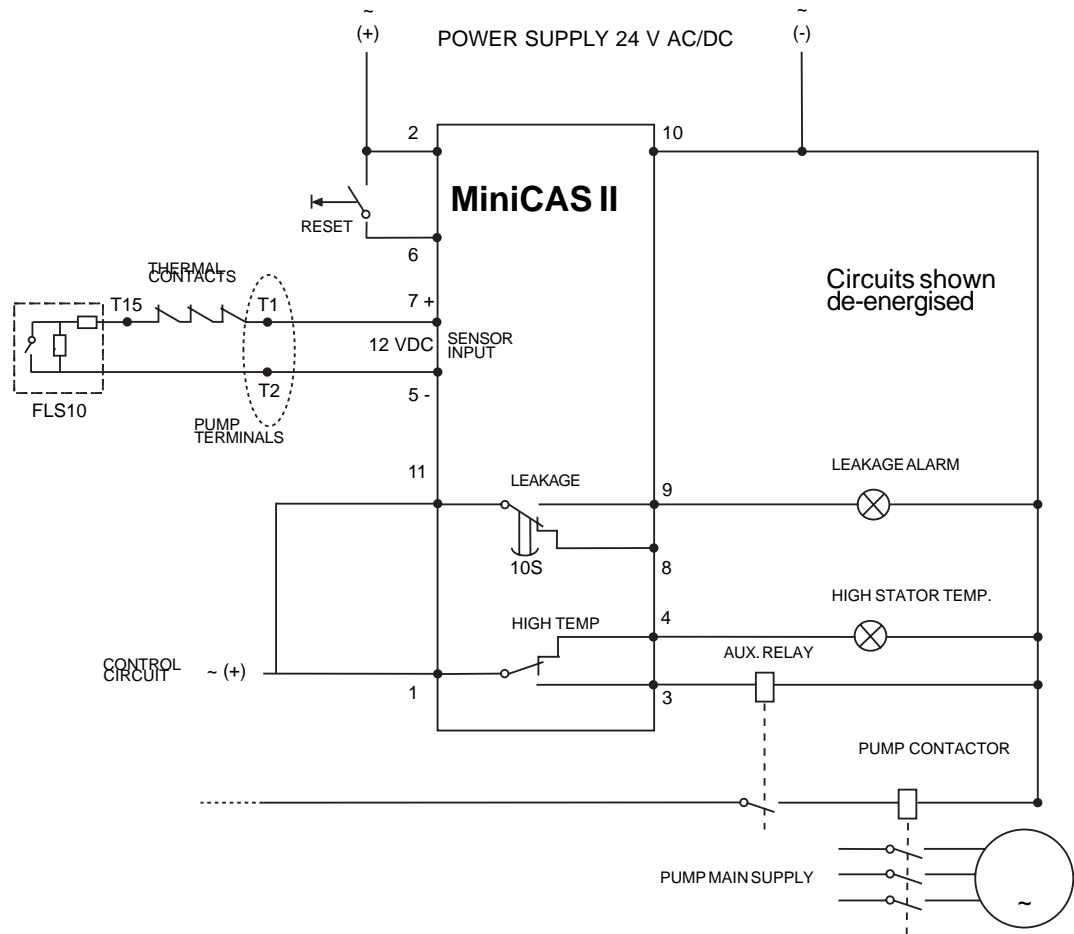 ~
(+)
POWER SUPPLY 24 V AC/DC
~
(-)
2
10
MiniCAS II
RESET
6
THERMAL
CONTACTS
T15
T1
7 +
Circuits shown
de-energised
12 VDC
SENSOR
INPUT
T2
5 -
FLS10
PUMP
TERMINALS
11
LEAKAGE
9
LEAKAGE ALARM
10S
8
HIGH STATOR TEMP.
HIGH TEMP
4
AUX. RELAY
CONTROL
CIRCUIT
~ (+)
1
3
PUMP CONTACTOR
PUMP MAIN SUPPLY
~